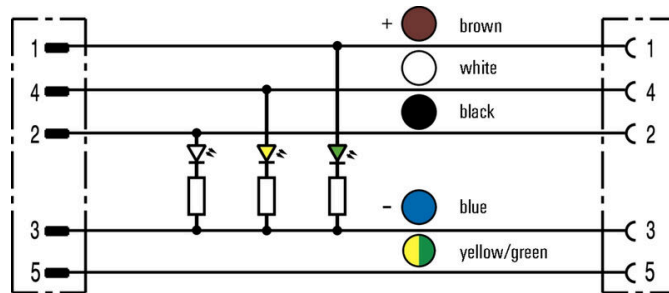 + brown
1 1
white
4 4
black
2 2
- blue
3 3
yellow/green
5 5